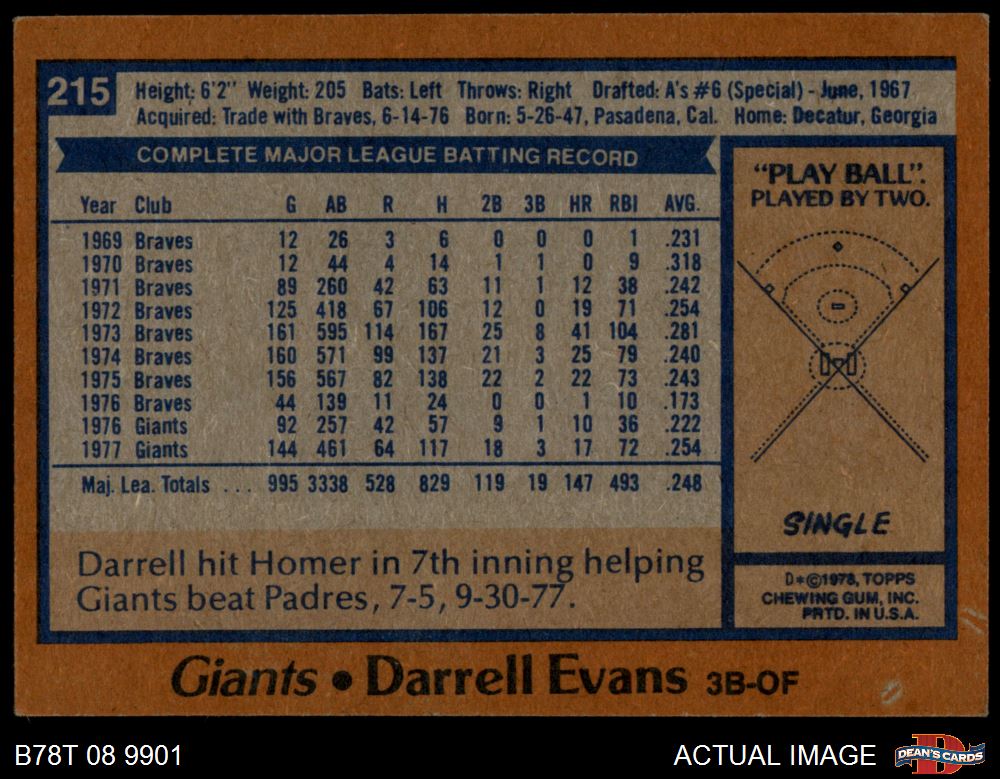 215
Height: 6'2" Weight: 205 Bats: Left Throws: Right Drafted: A's #6 (Special) - June, 1967
Acquired: Trade with Braves, 6-14-76 Born: 5-26-47, Pasadena, Cal. Home: Decatur, Georgia
COMPLETE MAJOR LEAGUE BATTING RECORD
Year Club G AB R H 2B 3B HR RBI AVG.
1969 Braves 12 26 3 6 0 0 0 1 .231
1970 Braves 12 44 4 14 1 1 0 9 .318
1971 Braves 89 260 42 63 11 1 12 38 .242
1972 Braves 125 418 67 106 12 0 19 71 .254
1973 Braves 161 595 114 167 25 8 41 104 .281
1974 Braves 160 571 99 137 21 3 25 79 .240
1975 Braves 156 567 82 138 22 2 22 73 .243
1976 Braves 44 139 11 24 0 0 1 10 .173
1976 Giants 92 257 42 57 9 1 10 36 .222
1977 Giants 144 461 64 117 18 3 17 72 .254
Maj. Lea. Totals ... 995 3338 528 829 119 19 147 493 .248
Darrell hit Homer in 7th inning helping
Giants beat Padres, 7-5, 9-30-77.
"PLAY BALL".
PLAYED BY TWO.
SINGLE
D*©1978, TOPPS
CHEWING GUM, INC.
PRTD. IN U.S.A.
Giants • Darrell Evans 3B-OF
B78T 08 9901
ACTUAL IMAGE
DEAN'S CARDS